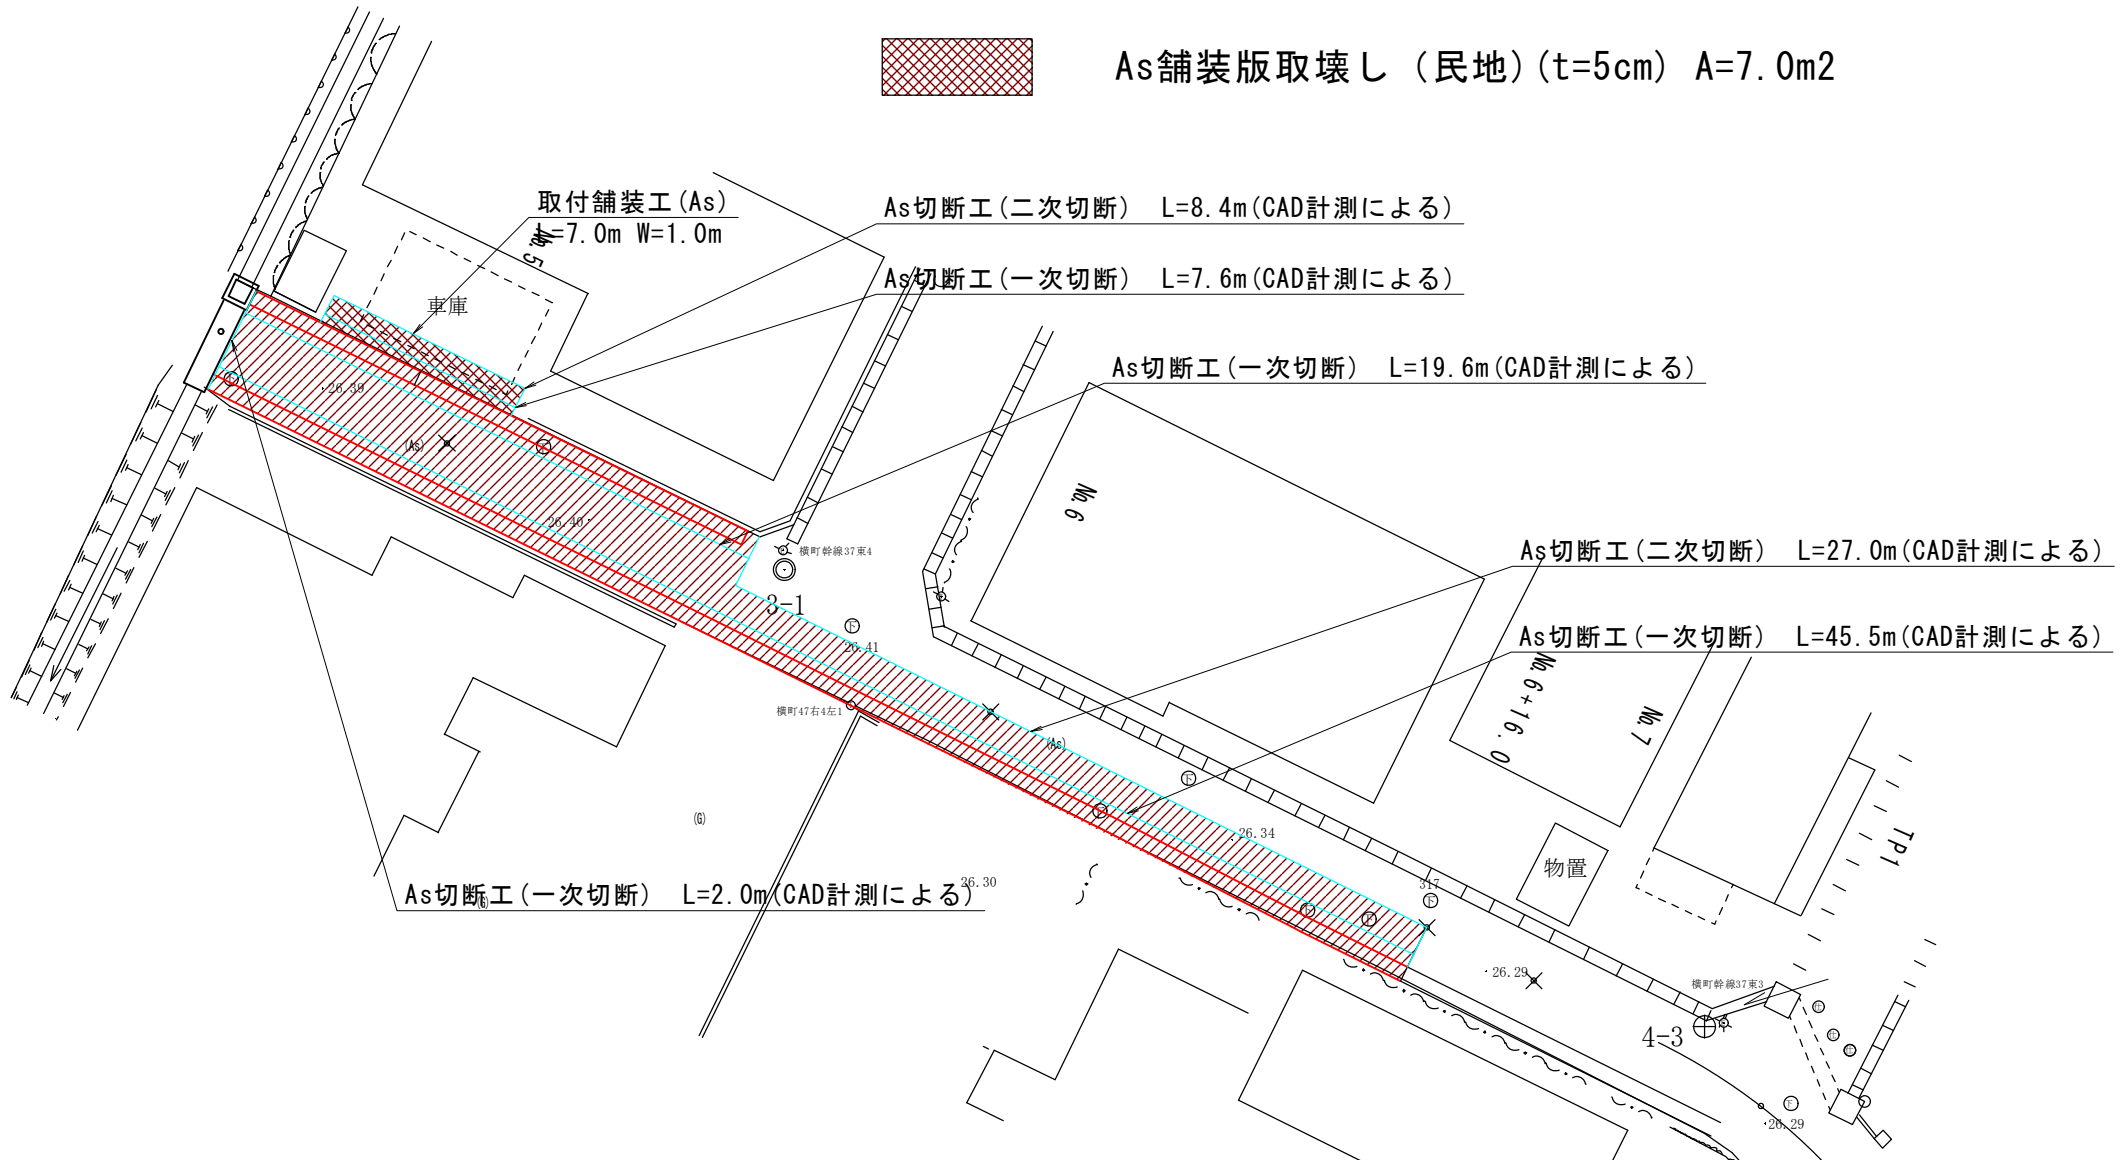 As舗装版取壊し（民地）(t=5cm) A=7.0m2
取付舗装工(As)
L=7.0m W=1.0m
No.5
As切断工(二次切断) L=8.4m(CAD計測による)
As切断工(一次切断) L=7.6m(CAD計測による)
車庫
As切断工(一次切断) L=19.6m(CAD計測による)
26.39
(As)
26.40
No.6
横町幹線37東4
3-1
下
26.41
As切断工(二次切断) L=27.0m(CAD計測による)
As切断工(一次切断) L=45.5m(CAD計測による)
No.6+16.0
No.7
横町47右4左1
(As)
下
(G)
26.34
TP1
物置
As切断工(一次切断) L=2.0m(CAD計測による)
(G)
26.30
317
下
26.29
横町幹線37東3
4-3
下
26.29